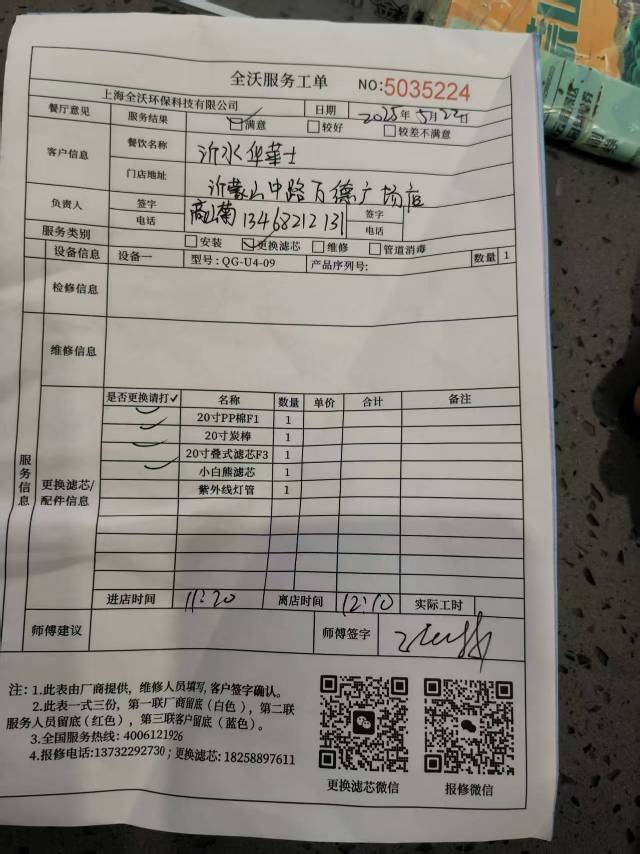 全沃服务工单 NO:5035224
上海全沃环保科技有限公司 日期 2025年5月22日
餐厅意见 服务结果 ☑满意 □较好 □较差不满意
客户信息 餐饮名称 沂水华莱士
门店地址 沂蒙山中路万德广场店
负责人 签字 签字
电话 13468212131 电话
服务类别 □安装 ☑更换滤芯 □维修 □管道消毒
设备信息 设备一 型号:QG-U4-09 产品序列号: 数量 1
检修信息
维修信息
服务信息
更换滤芯/配件信息
是否更换请打✓ 名称 数量 单价 合计 备注
✓ 20寸PP棉F1 1
✓ 20寸炭棒 1
✓ 20寸叠式滤芯F3 1
✓ 小白熊滤芯 1
紫外线灯管 1
进店时间 11:20 离店时间 12:10 实际工时
师傅建议 师傅签字
注:1.此表由厂商提供，维修人员填写,客户签字确认。
2.此表一式三份，第一联厂商留底(白色)，第二联
服务人员留底(红色)，第三联客户留底（蓝色）。
3.全国服务热线: 4006121926
4.报修电话:13732292730；更换滤芯: 18258897611
更换滤芯微信 报修微信